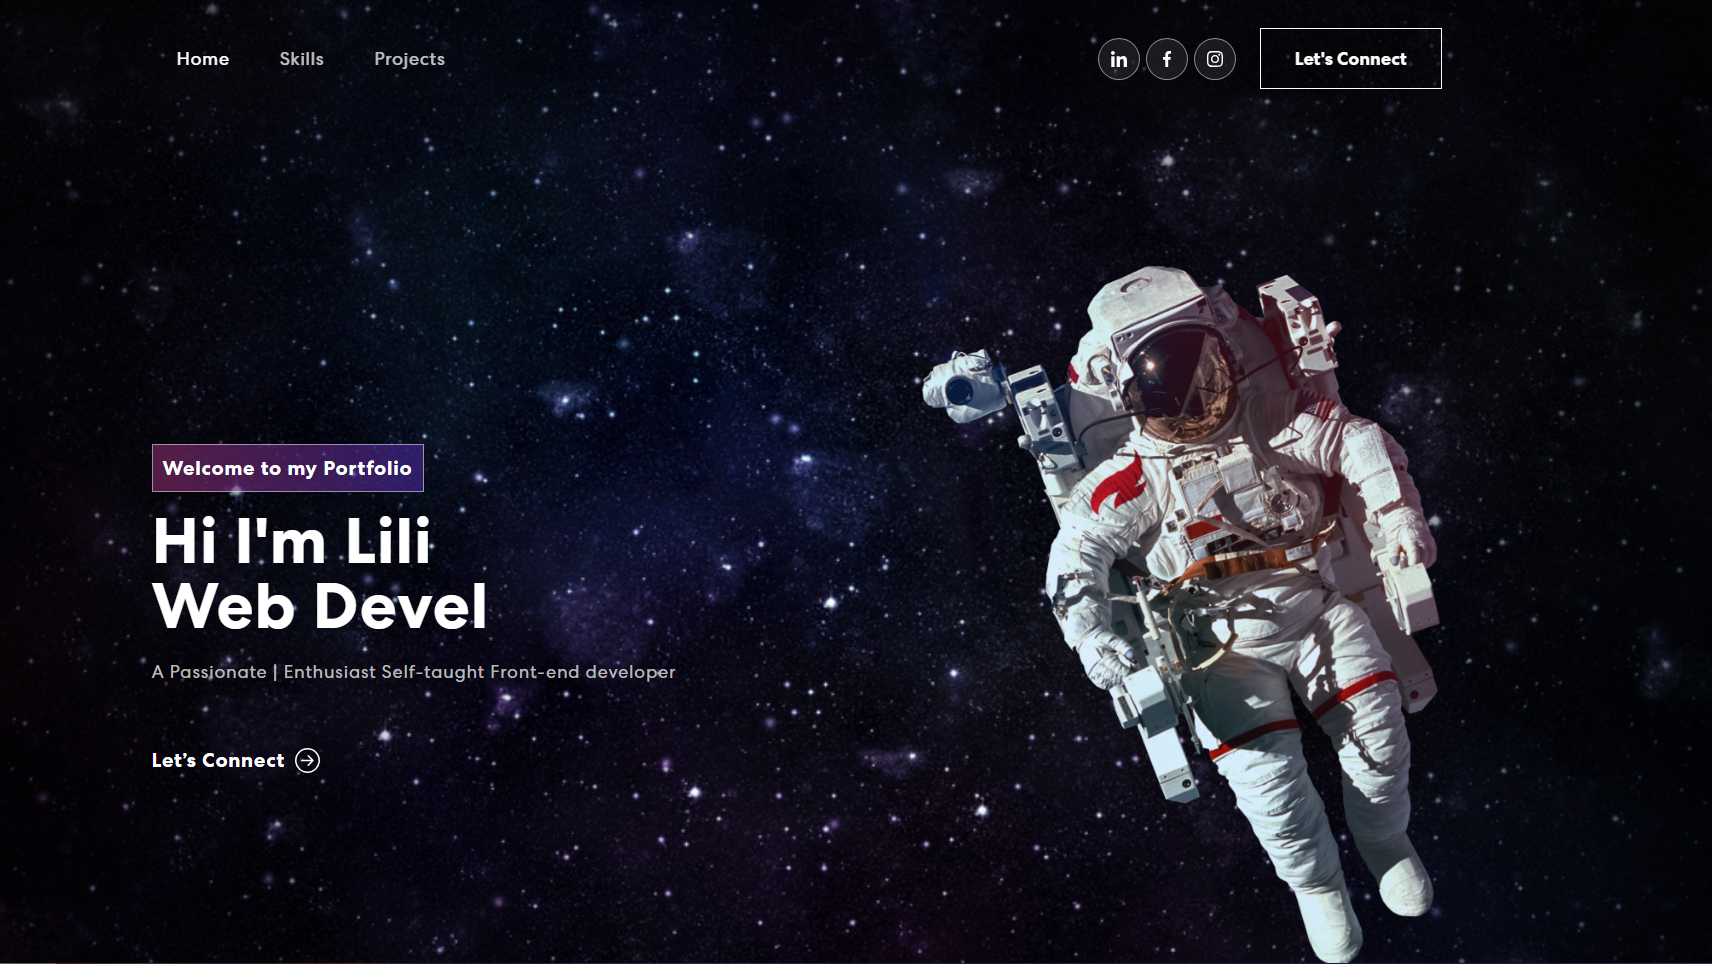 Home Skills Projects in f Let's Connect
Welcome to my Portfolio
Hi I'm Lili
Web Devel
A Passionate | Enthusiast Self-taught Front-end developer
Let’s Connect